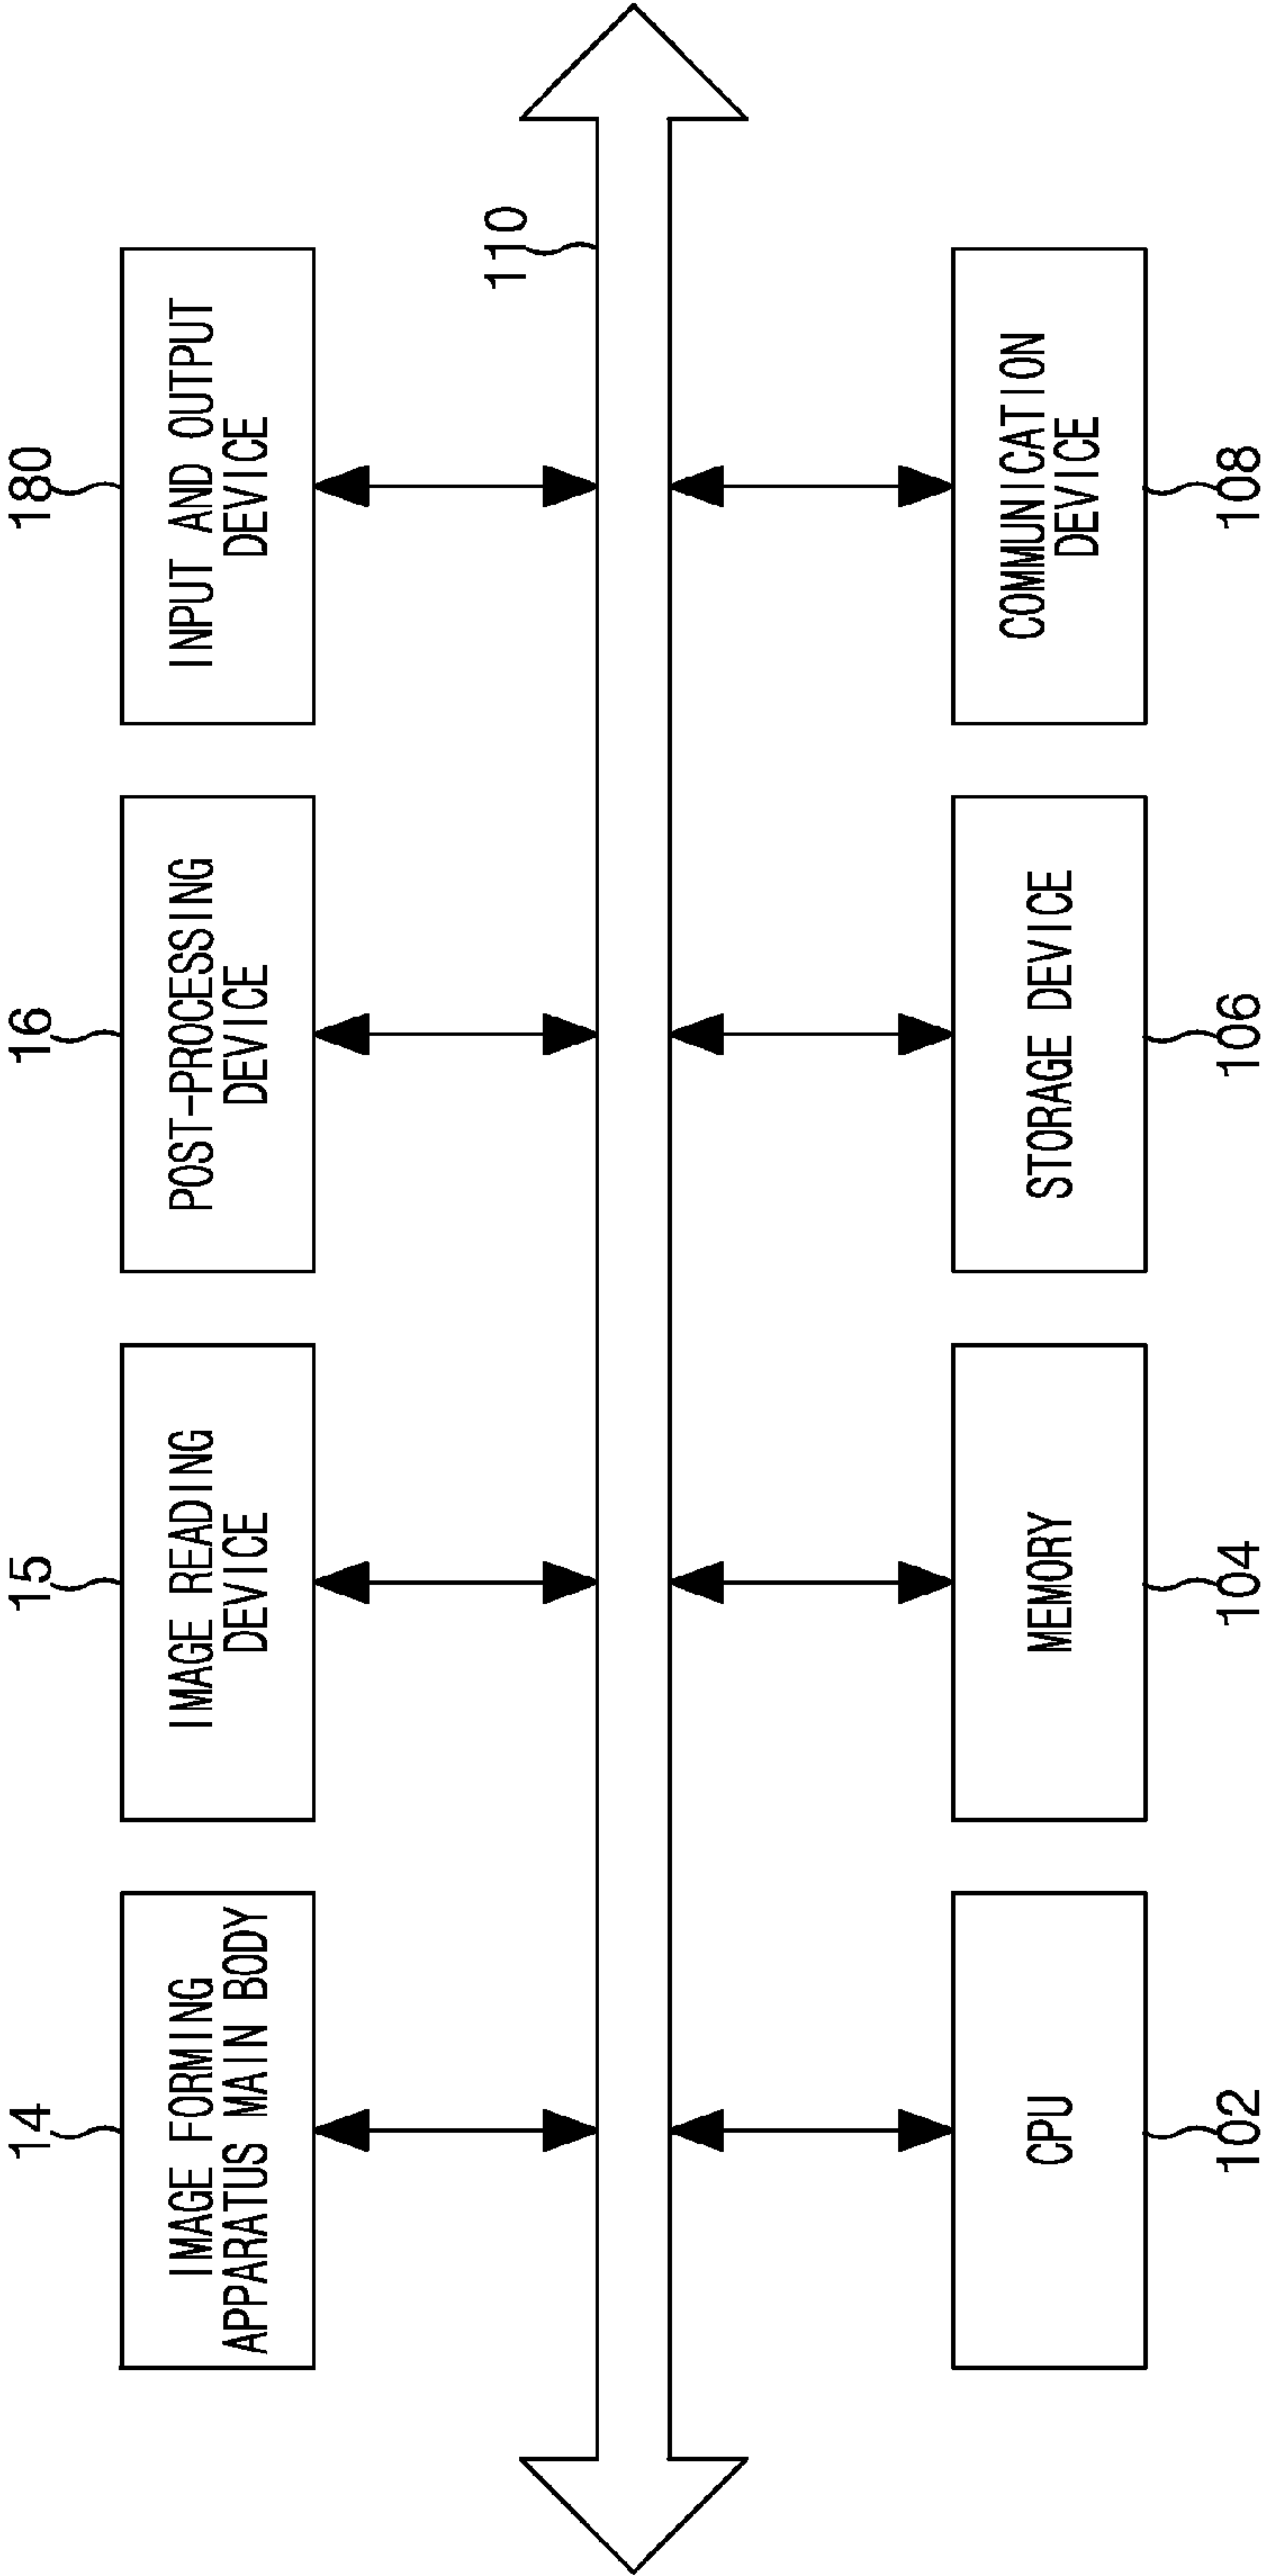 14
IMAGE FORMING
APPARATUS MAIN BODY
15
IMAGE READING
DEVICE
16
POST-PROCESSING
DEVICE
180
INPUT AND OUTPUT
DEVICE
110
CPU
102
MEMORY
104
STORAGE DEVICE
106
COMMUNICATION
DEVICE
108